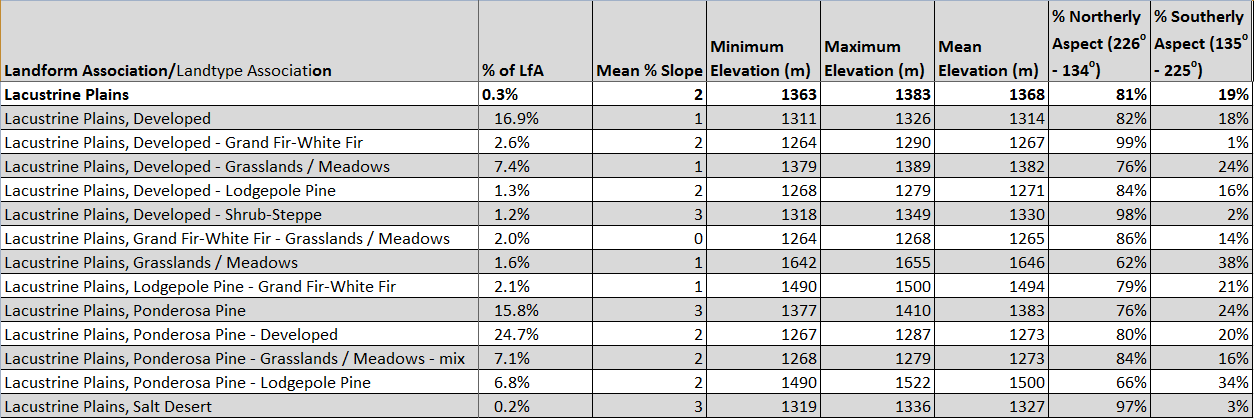 Landform Association/Landtype Association | % of LfA | Mean % Slope | Minimum Elevation (m) | Maximum Elevation (m) | Mean Elevation (m) | % Northerly Aspect (226° - 134°) | % Southerly Aspect (135° - 225°)
Lacustrine Plains | 0.3% | 2 | 1363 | 1383 | 1368 | 81% | 19%
Lacustrine Plains, Developed | 16.9% | 1 | 1311 | 1326 | 1314 | 82% | 18%
Lacustrine Plains, Developed - Grand Fir-White Fir | 2.6% | 2 | 1264 | 1290 | 1267 | 99% | 1%
Lacustrine Plains, Developed - Grasslands / Meadows | 7.4% | 1 | 1379 | 1389 | 1382 | 76% | 24%
Lacustrine Plains, Developed - Lodgepole Pine | 1.3% | 2 | 1268 | 1279 | 1271 | 84% | 16%
Lacustrine Plains, Developed - Shrub-Steppe | 1.2% | 3 | 1318 | 1349 | 1330 | 98% | 2%
Lacustrine Plains, Grand Fir-White Fir - Grasslands / Meadows | 2.0% | 0 | 1264 | 1268 | 1265 | 86% | 14%
Lacustrine Plains, Grasslands / Meadows | 1.6% | 1 | 1642 | 1655 | 1646 | 62% | 38%
Lacustrine Plains, Lodgepole Pine - Grand Fir-White Fir | 2.1% | 1 | 1490 | 1500 | 1494 | 79% | 21%
Lacustrine Plains, Ponderosa Pine | 15.8% | 3 | 1377 | 1410 | 1383 | 76% | 24%
Lacustrine Plains, Ponderosa Pine - Developed | 24.7% | 2 | 1267 | 1287 | 1273 | 80% | 20%
Lacustrine Plains, Ponderosa Pine - Grasslands / Meadows - mix | 7.1% | 2 | 1268 | 1279 | 1273 | 84% | 16%
Lacustrine Plains, Ponderosa Pine - Lodgepole Pine | 6.8% | 2 | 1490 | 1522 | 1500 | 66% | 34%
Lacustrine Plains, Salt Desert | 0.2% | 3 | 1319 | 1336 | 1327 | 97% | 3%